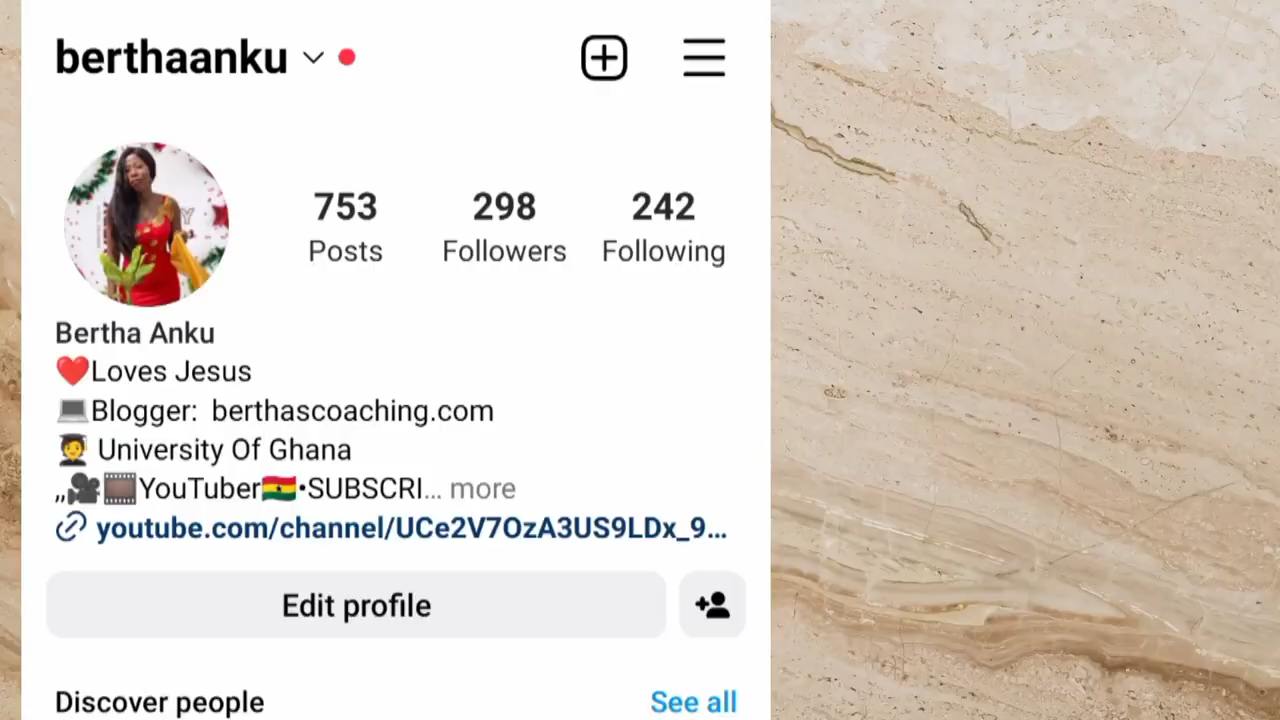 berthaanku
753 298 242
Posts Followers Following
Bertha Anku
❤️Loves Jesus
💻Blogger: berthascoaching.com
🧑‍🎓 University Of Ghana
,,🎥🎞️YouTuber🇬🇭•SUBSCRI... more
youtube.com/channel/UCe2V7OzA3US9LDx_9...
Edit profile
Discover people See all